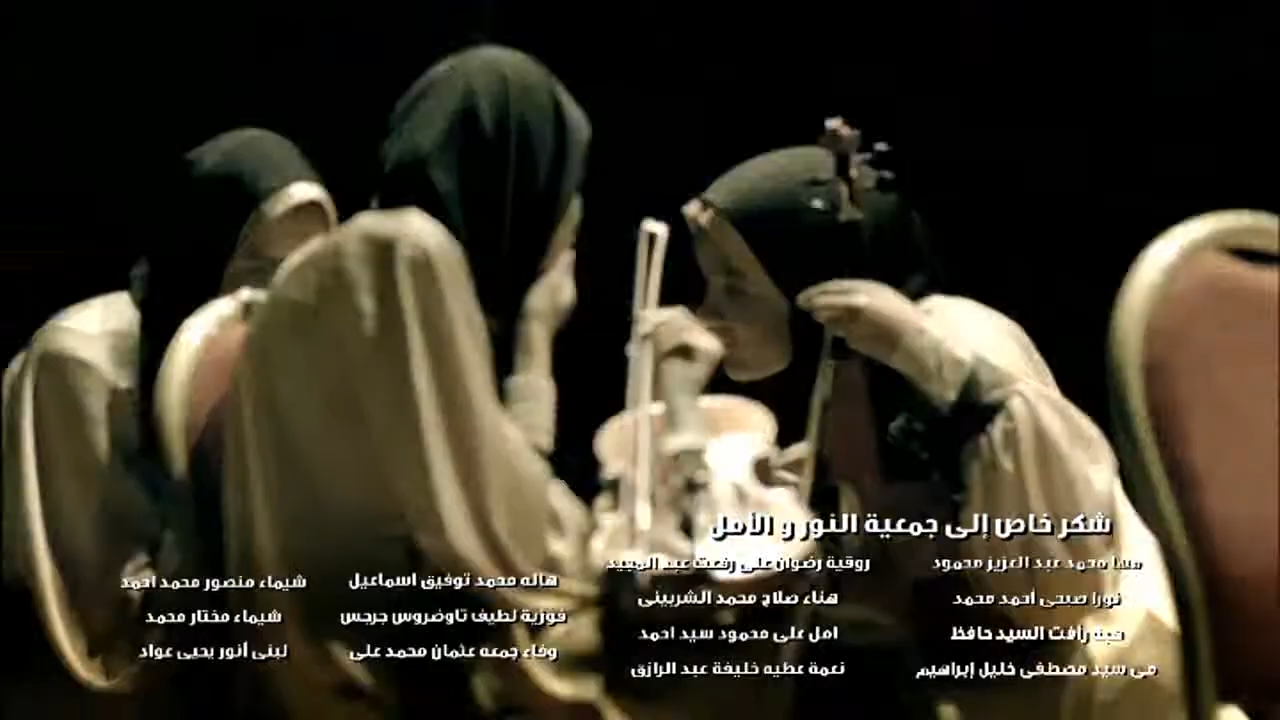 شكر خاص إلى جمعية النور و الأمل
مها محمد عبد العزيز محمود
نورا صبحى أحمد محمد
هبة رأفت السيد حافظ
مى سيد مصطفى خليل إبراهيم
روقية رضوان على رفعت عبد المجيد
هناء صلاح محمد الشربينى
امل على محمود سيد احمد
نعمة عطيه خليفة عبد الرازق
هاله محمد توفيق اسماعيل
فوزية لطيف تاوضروس جرجس
وفاء جمعه عثمان محمد على
شيماء منصور محمد احمد
شيماء مختار محمد
لبنى أنور يحيى عواد